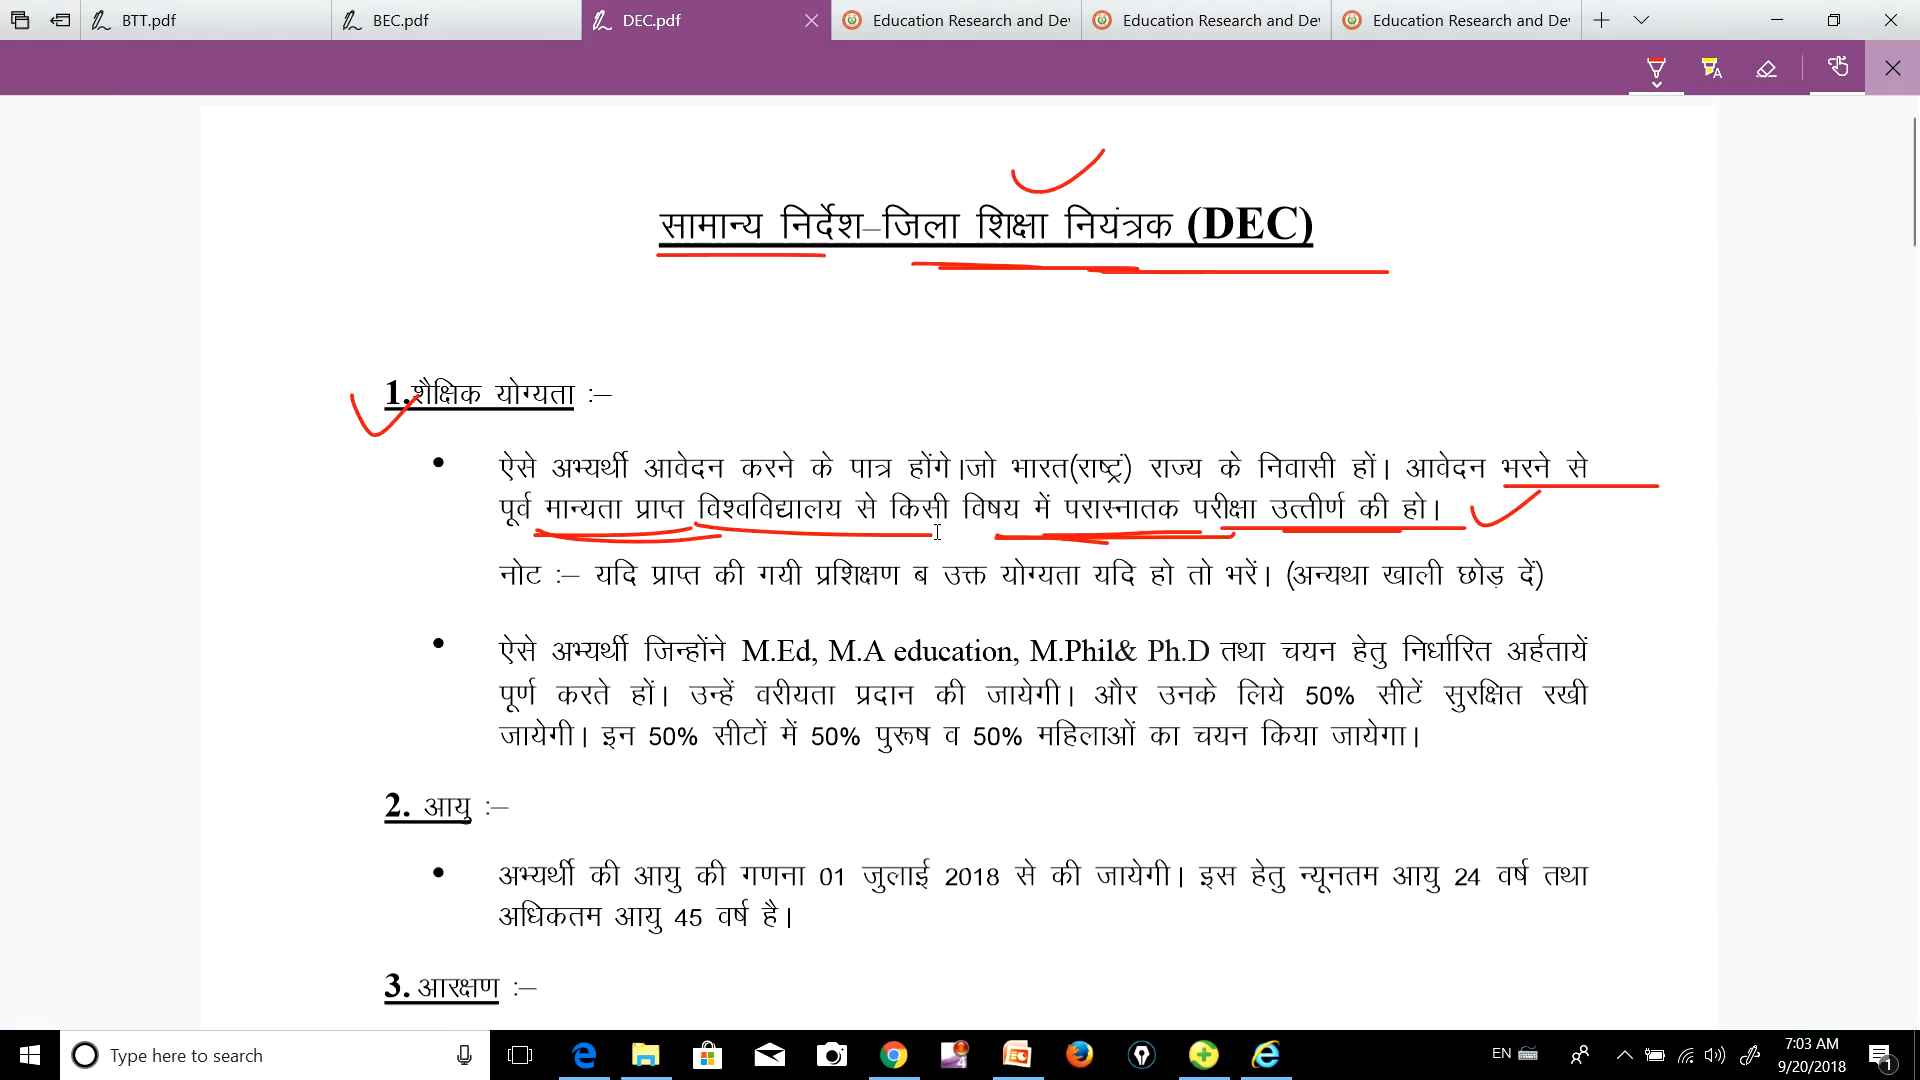 BTT.pdf
BEC.pdf
DEC.pdf
Education Research and Dev
Education Research and Dev
Education Research and Dev
सामान्य निर्देश–जिला शिक्षा नियंत्रक (DEC)
1.शैक्षिक योग्यता :–
• ऐसे अभ्यर्थी आवेदन करने के पात्र होंगे।जो भारत(राष्ट्रं) राज्य के निवासी हों। आवेदन भरने से
पूर्व मान्यता प्राप्त विश्वविद्यालय से किसी विषय में परास्नातक परीक्षा उत्तीर्ण की हो।
नोट :– यदि प्राप्त की गयी प्रशिक्षण ब उक्त योग्यता यदि हो तो भरें। (अन्यथा खाली छोड़ दें)
• ऐसे अभ्यर्थी जिन्होंने M.Ed, M.A education, M.Phil& Ph.D तथा चयन हेतु निर्धारित अर्हतायें
पूर्ण करते हों। उन्हें वरीयता प्रदान की जायेगी। और उनके लिये 50% सीटें सुरक्षित रखी
जायेगी। इन 50% सीटों में 50% पुरूष व 50% महिलाओं का चयन किया जायेगा।
2. आयु :–
• अभ्यर्थी की आयु की गणना 01 जुलाई 2018 से की जायेगी। इस हेतु न्यूनतम आयु 24 वर्ष तथा
अधिकतम आयु 45 वर्ष है।
3. आरक्षण :–
Type here to search
4
EN
7:03 AM
9/20/2018
1